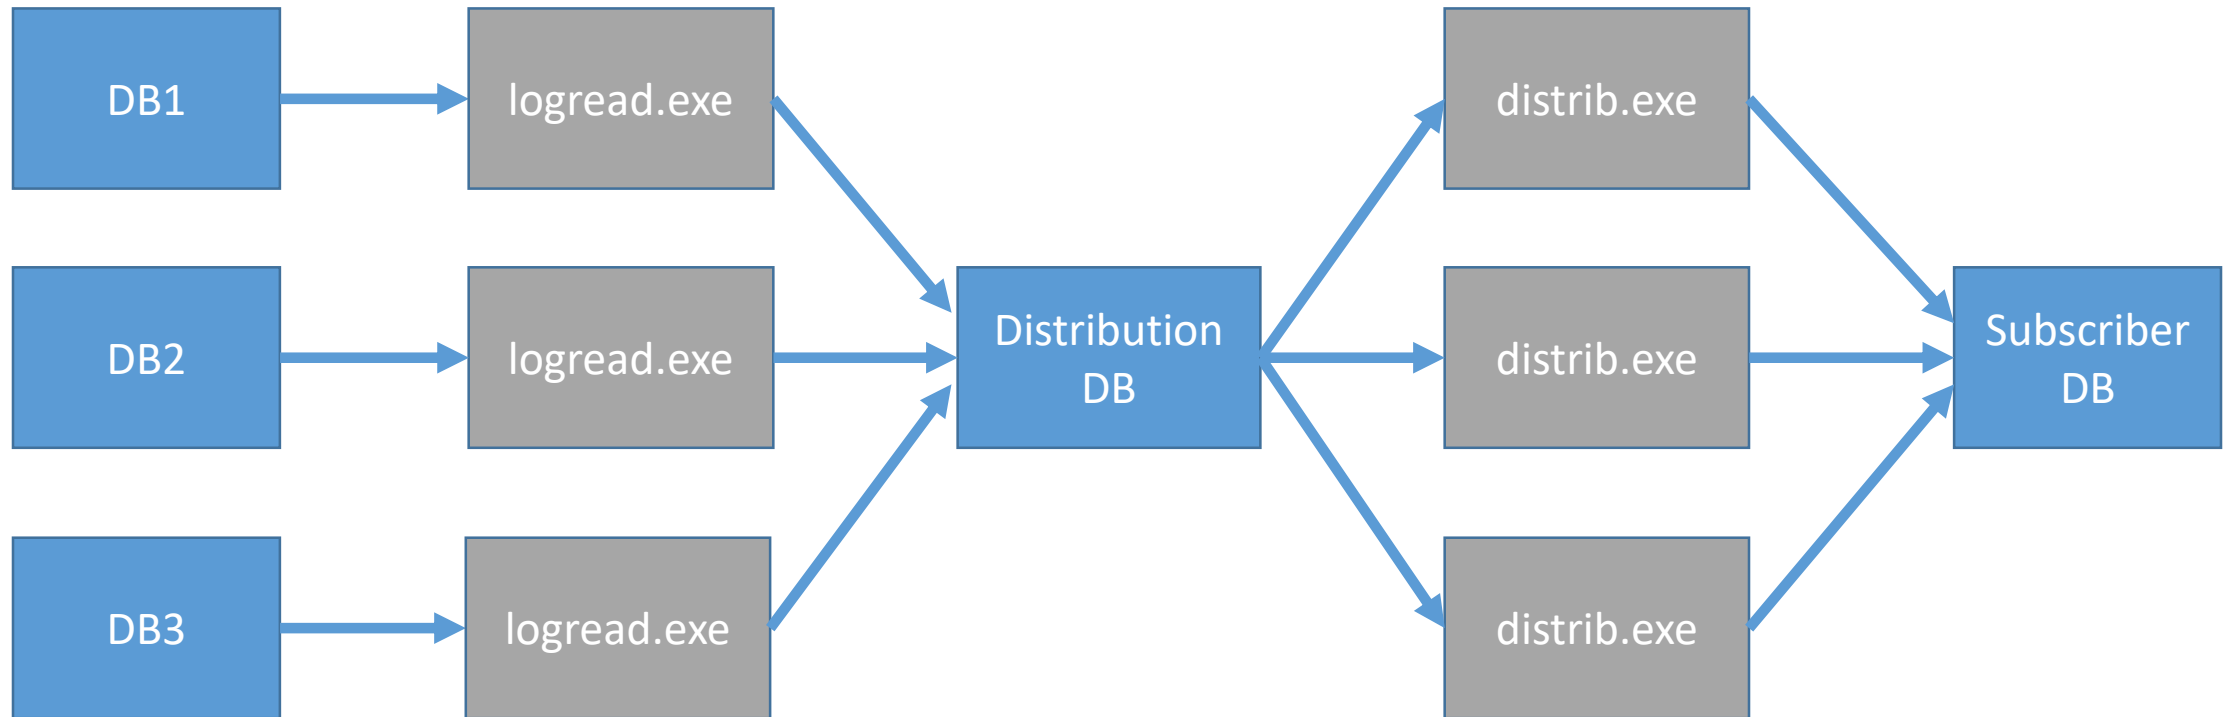 DB1
logread.exe
distrib.exe
DB2
logread.exe
Distribution
DB
distrib.exe
Subscriber
DB
DB3
logread.exe
distrib.exe